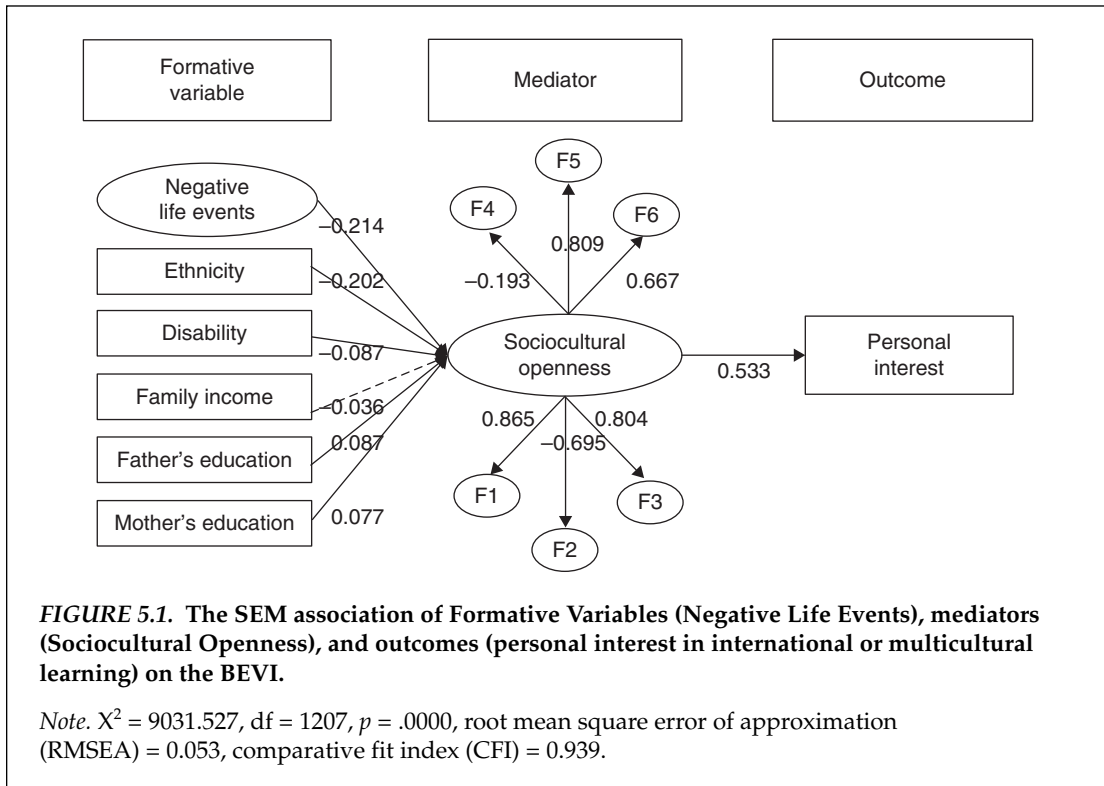 Formative
variable
Mediator
Outcome
Negative
life events
Ethnicity
Disability
Family income
Father's education
Mother's education
−0.214
−0.202
−0.087
−0.036
0.087
0.077
F4
F5
F6
−0.193
0.809
0.667
Sociocultural
openness
0.533
Personal
interest
0.865
−0.695
0.804
F1
F2
F3
FIGURE 5.1. The SEM association of Formative Variables (Negative Life Events), mediators
(Sociocultural Openness), and outcomes (personal interest in international or multicultural
learning) on the BEVI.
Note. X² = 9031.527, df = 1207, p = .0000, root mean square error of approximation
(RMSEA) = 0.053, comparative fit index (CFI) = 0.939.